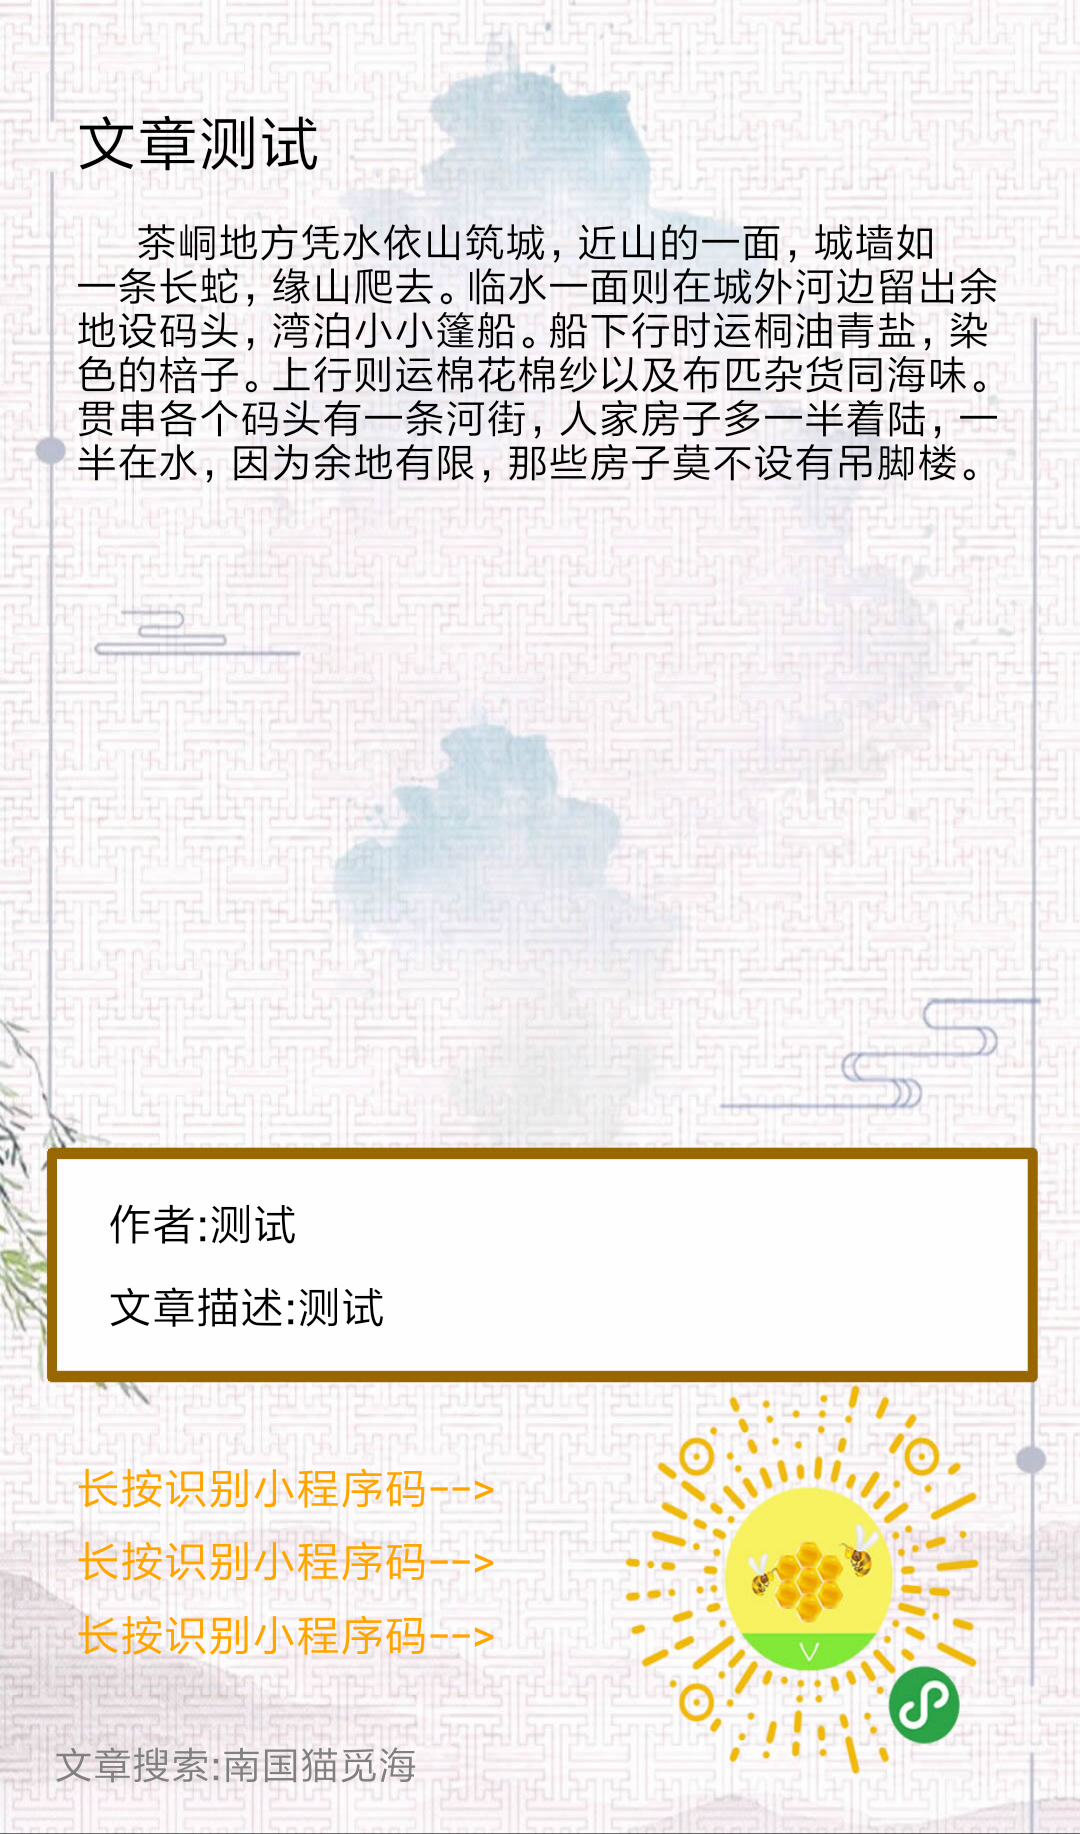 文章测试
茶峒地方凭水依山筑城，近山的一面，城墙如
一条长蛇，缘山爬去。临水一面则在城外河边留出余
地设码头，湾泊小小篷船。船下行时运桐油青盐，染
色的棓子。上行则运棉花棉纱以及布匹杂货同海味。
贯串各个码头有一条河街，人家房子多一半着陆，一
半在水，因为余地有限，那些房子莫不设有吊脚楼。
作者:测试
文章描述:测试
长按识别小程序码-->
长按识别小程序码-->
长按识别小程序码-->
文章搜索:南国猫觅海